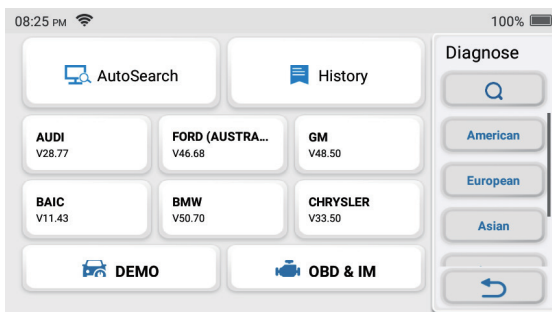 08:25 PM
100%
AutoSearch
History
AUDI
V28.77
FORD (AUSTRA...
V46.68
GM
V48.50
BAIC
V11.43
BMW
V50.70
CHRYSLER
V33.50
DEMO
OBD & IM
Diagnose
American
European
Asian